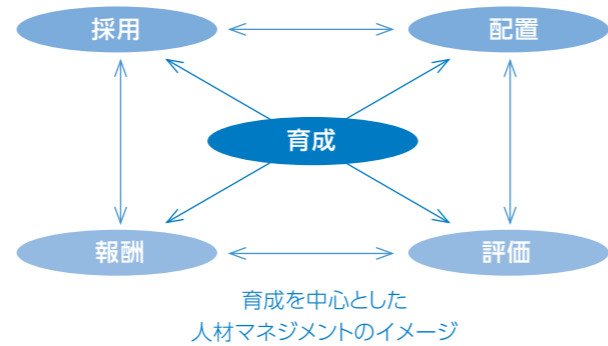 採用
配置
育成
報酬
評価
育成を中心とした
人材マネジメントのイメージ